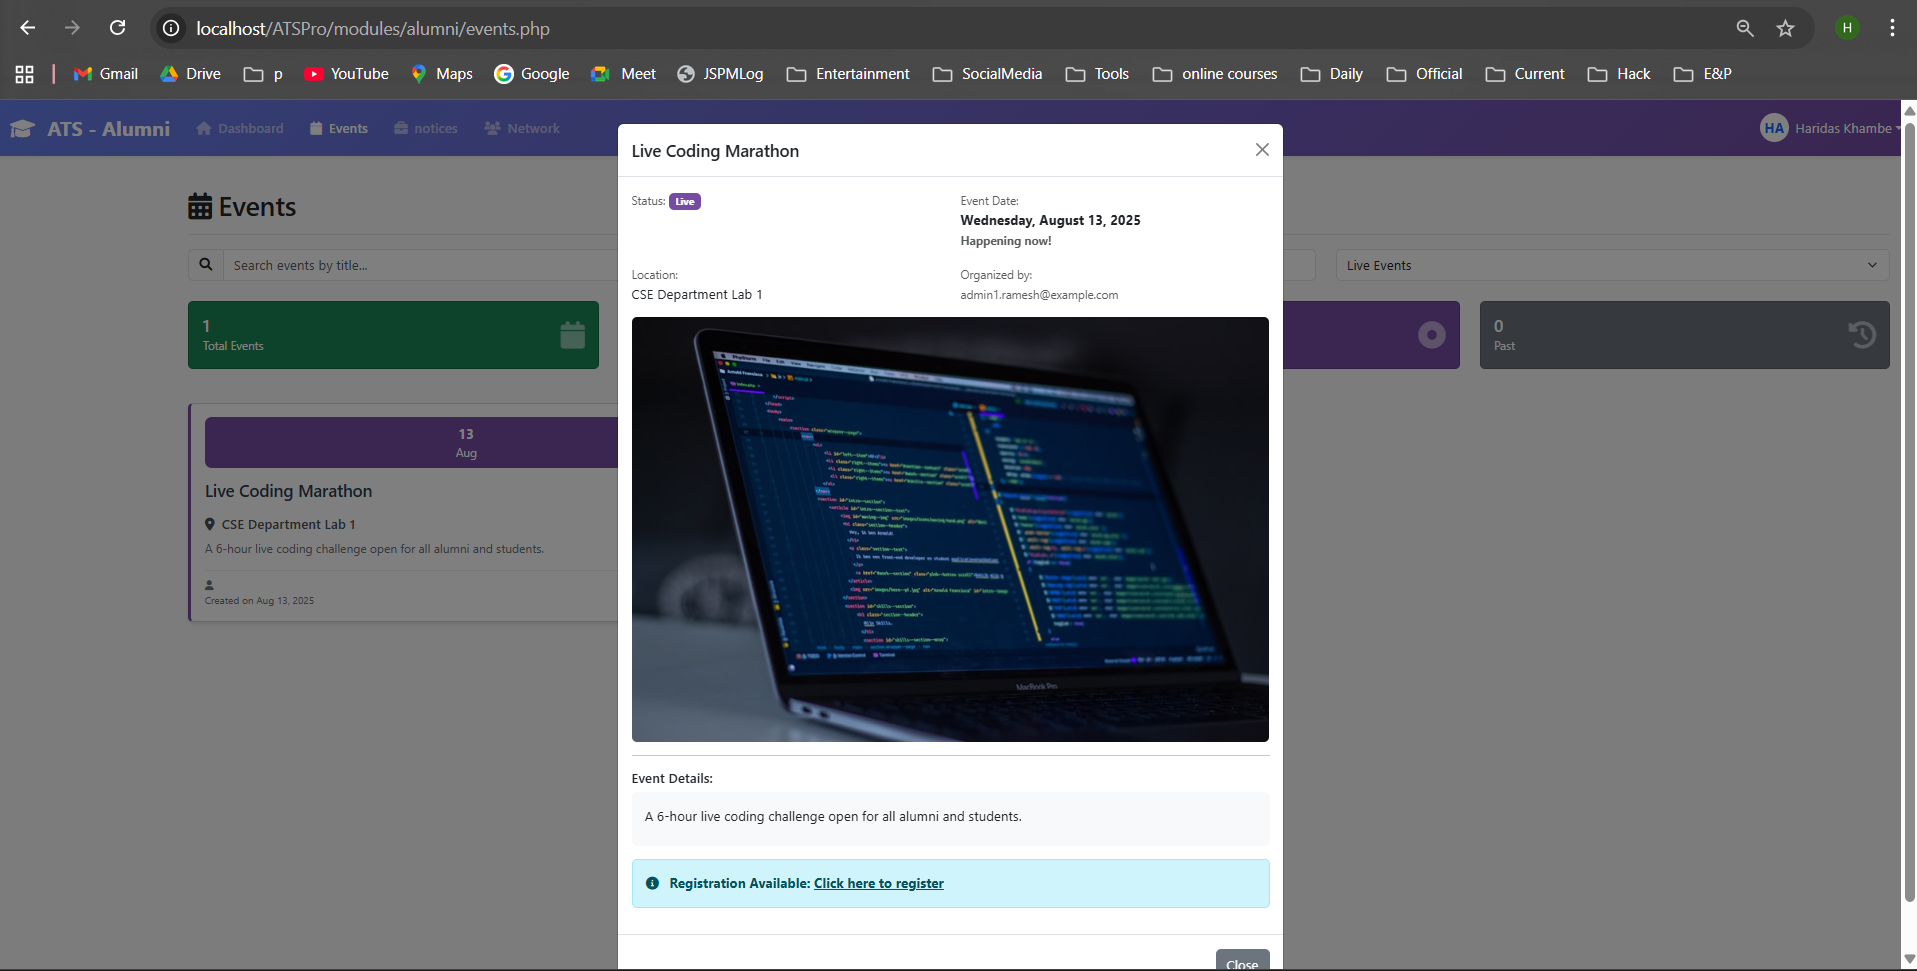 localhost/ATSPro/modules/alumni/events.php
H
Gmail Drive p YouTube Maps Google Meet JSPMLog Entertainment SocialMedia Tools online courses Daily Official Current Hack E&P
ATS - Alumni Dashboard Events notices Network
HA Haridas Khambe
Events
Search events by title...
Live Events
1
Total Events
0
Past
13
Aug
Live Coding Marathon
CSE Department Lab 1
A 6-hour live coding challenge open for all alumni and students.
Created on Aug 13, 2025
Live Coding Marathon
Status: Live
Event Date:
Wednesday, August 13, 2025
Happening now!
Location:
CSE Department Lab 1
Organized by:
admin1.ramesh@example.com
MacBook Pro
Event Details:
A 6-hour live coding challenge open for all alumni and students.
Registration Available: Click here to register
Close